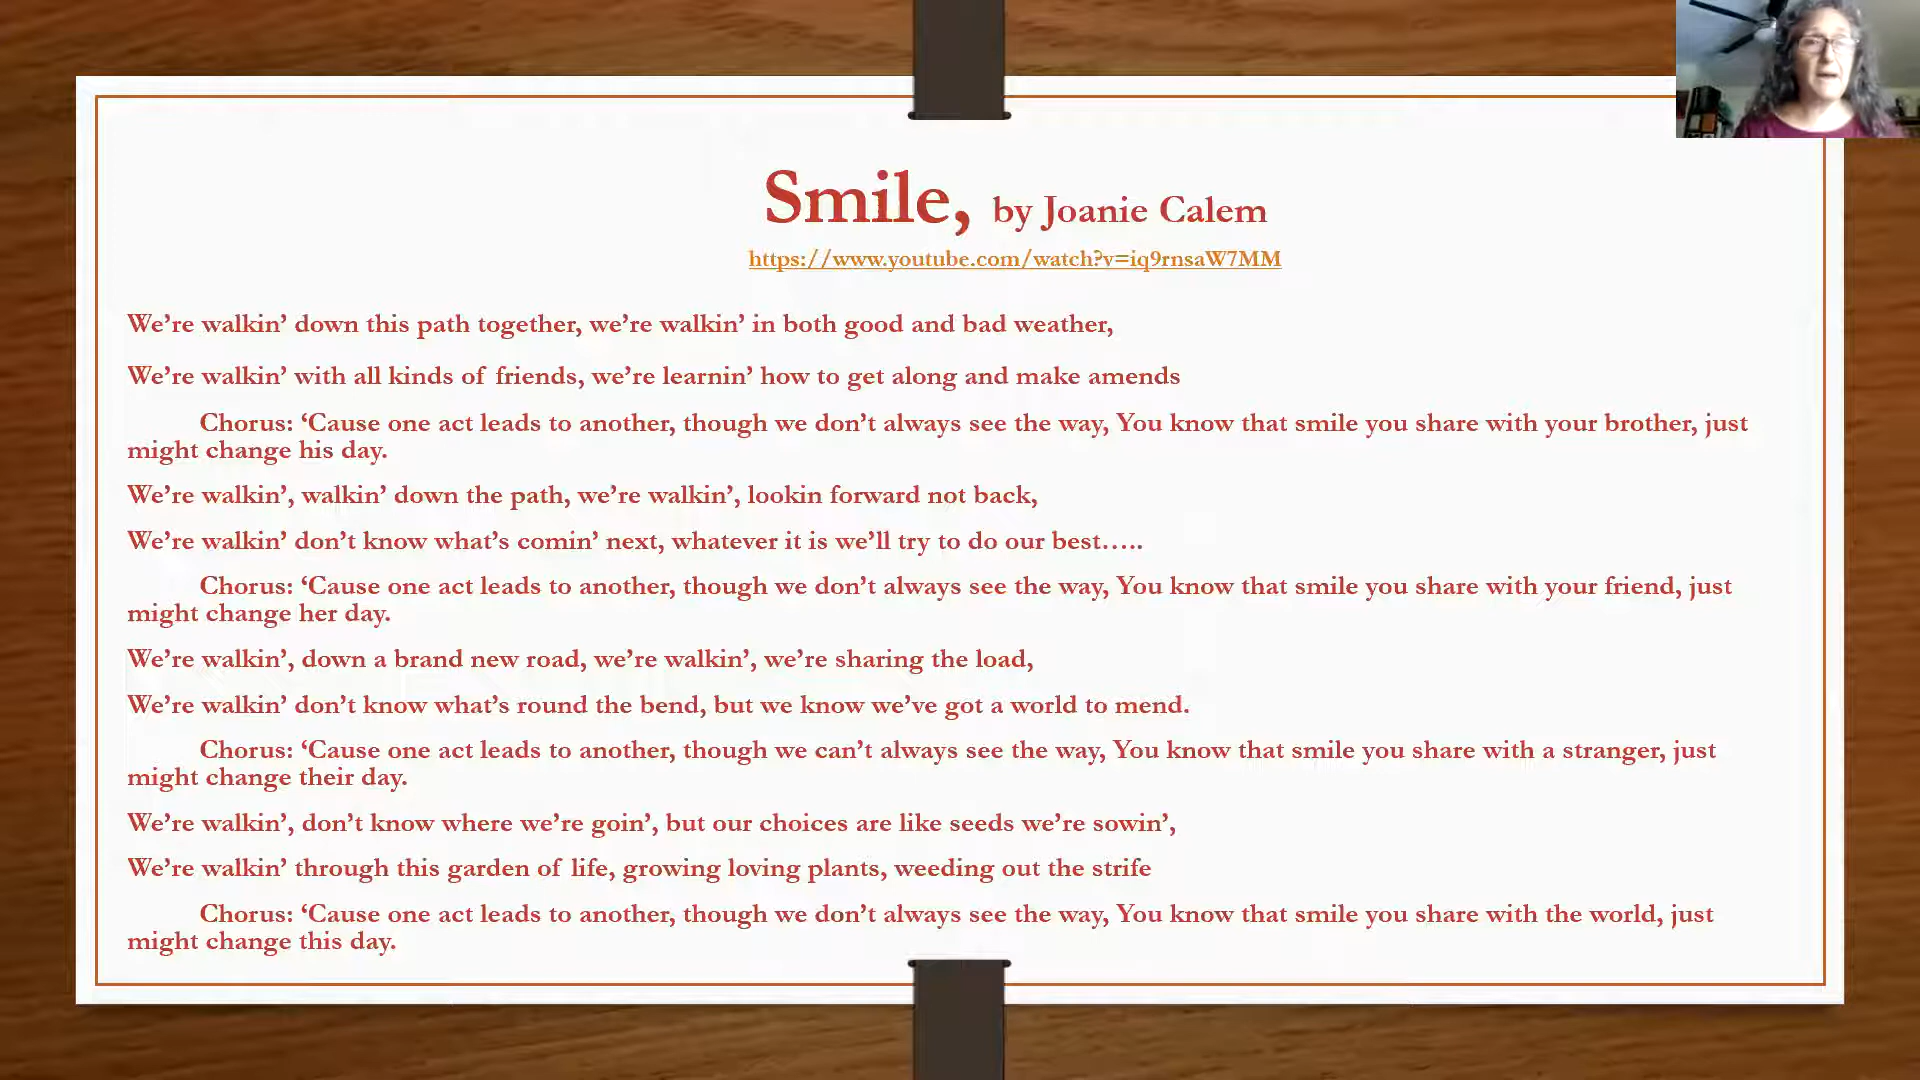 Smile, by Joanie Calem
https://www.youtube.com/watch?v=iq9rnsaW7MM
We’re walkin’ down this path together, we’re walkin’ in both good and bad weather,
We’re walkin’ with all kinds of friends, we’re learnin’ how to get along and make amends
Chorus: ‘Cause one act leads to another, though we don’t always see the way, You know that smile you share with your brother, just
might change his day.
We’re walkin’, walkin’ down the path, we’re walkin’, lookin forward not back,
We’re walkin’ don’t know what’s comin’ next, whatever it is we’ll try to do our best…..
Chorus: ‘Cause one act leads to another, though we don’t always see the way, You know that smile you share with your friend, just
might change her day.
We’re walkin’, down a brand new road, we’re walkin’, we’re sharing the load,
We’re walkin’ don’t know what’s round the bend, but we know we’ve got a world to mend.
Chorus: ‘Cause one act leads to another, though we can’t always see the way, You know that smile you share with a stranger, just
might change their day.
We’re walkin’, don’t know where we’re goin’, but our choices are like seeds we’re sowin’,
We’re walkin’ through this garden of life, growing loving plants, weeding out the strife
Chorus: ‘Cause one act leads to another, though we don’t always see the way, You know that smile you share with the world, just
might change this day.